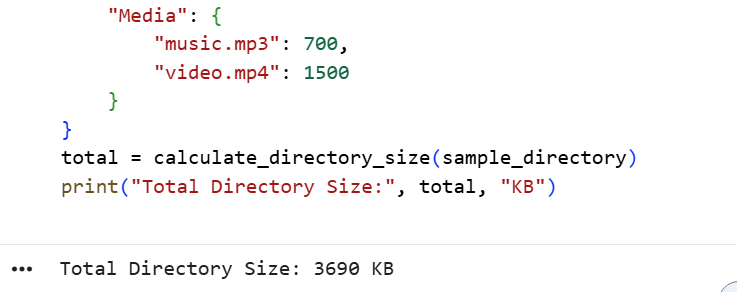 "Media": {
"music.mp3": 700,
"video.mp4": 1500
}
}
total = calculate_directory_size(sample_directory)
print("Total Directory Size:", total, "KB")
Total Directory Size: 3690 KB